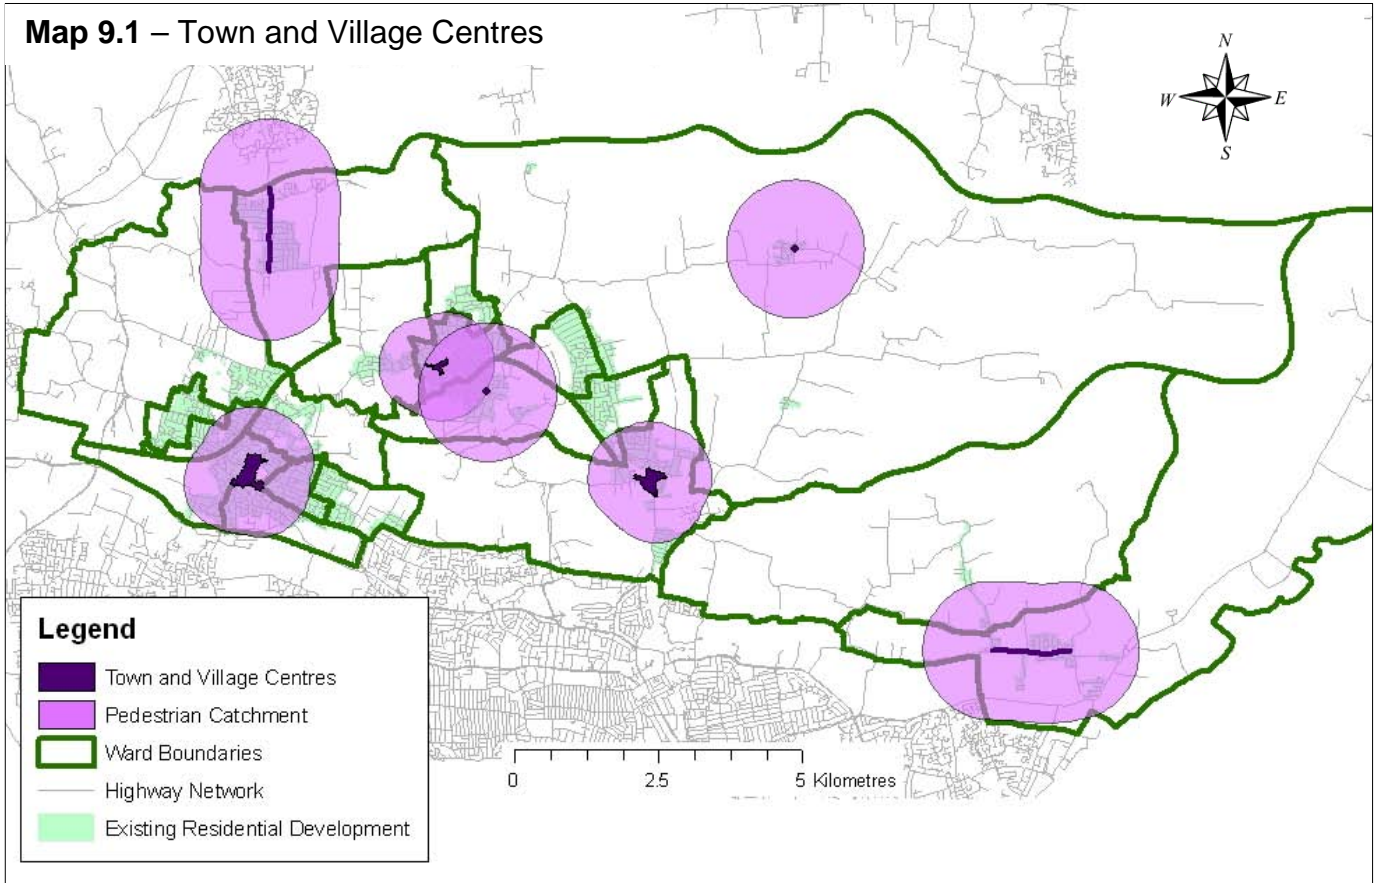 Map 9.1 – Town and Village Centres
N
W E
S
Legend
Town and Village Centres
Pedestrian Catchment
Ward Boundaries
Highway Network
Existing Residential Development
0 2.5 5 Kilometres